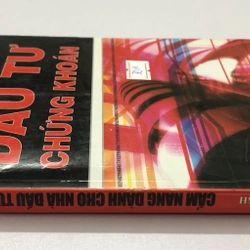 ĐẦU TƯ
CHỨNG KHOÁN
CẨM NANG DÀNH CHO NHÀ ĐẦU TƯ